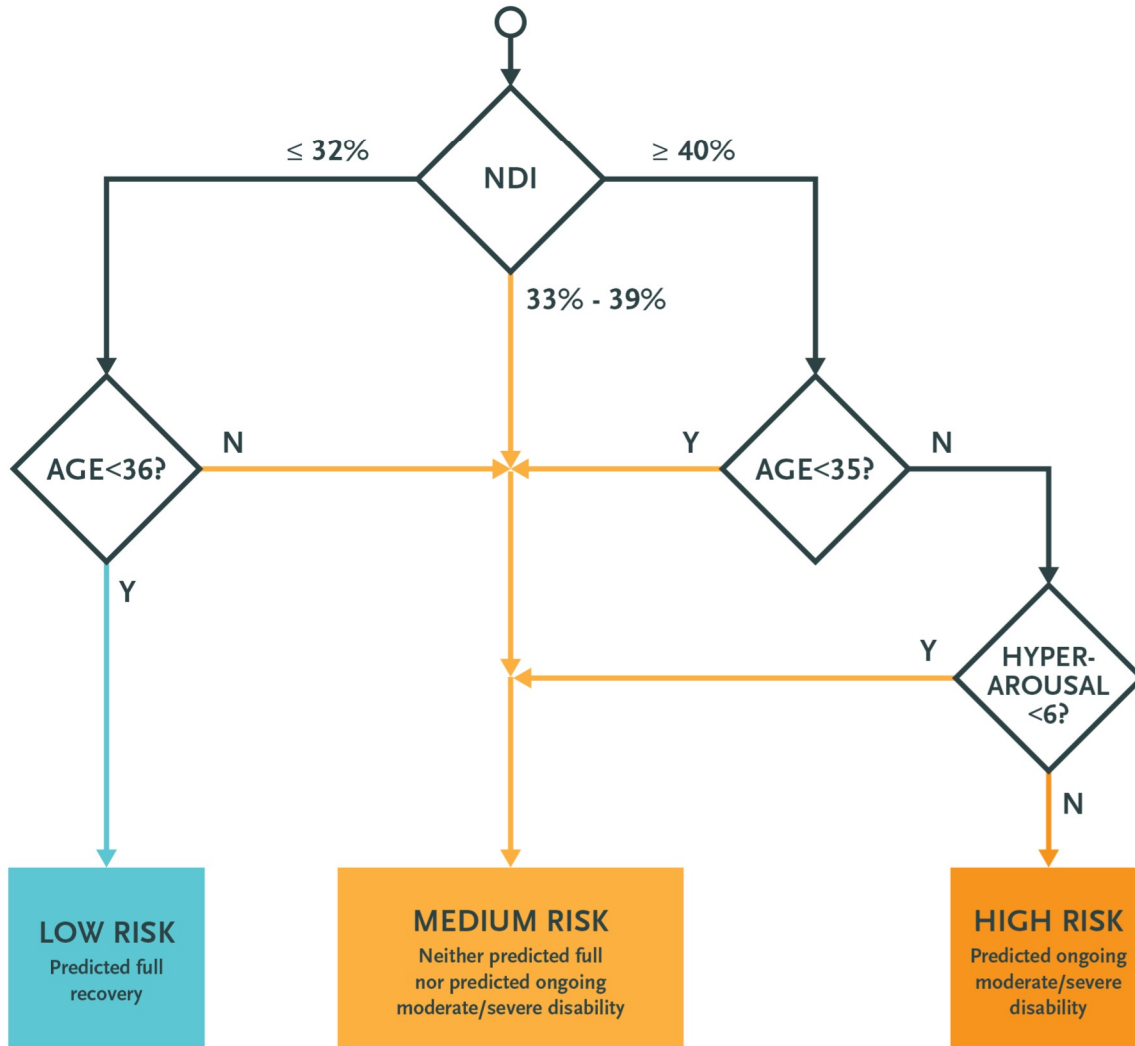 NDI
≤ 32%
≥ 40%
33% - 39%
AGE<36?
N
Y
AGE<35?
Y
N
HYPER-
AROUSAL
<6?
Y
N
LOW RISK
Predicted full
recovery
MEDIUM RISK
Neither predicted full
nor predicted ongoing
moderate/severe disability
HIGH RISK
Predicted ongoing
moderate/severe
disability